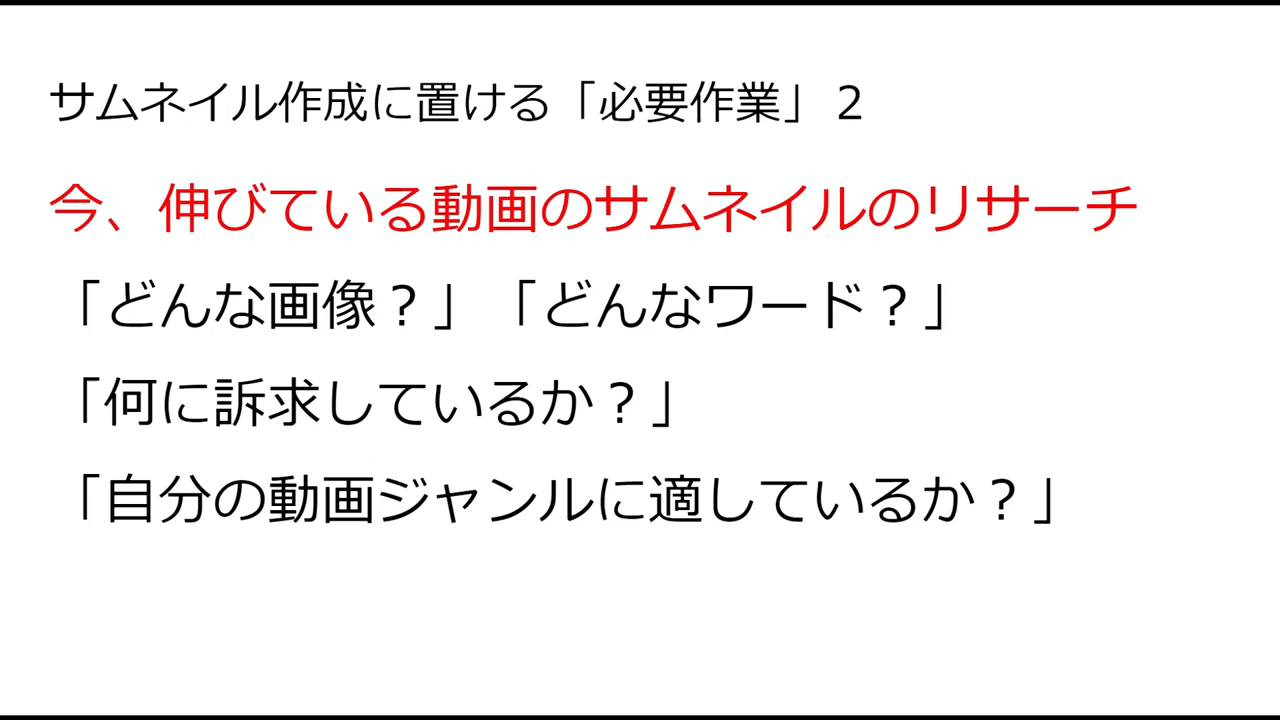 サムネイル作成に置ける「必要作業」２
今、伸びている動画のサムネイルのリサーチ
「どんな画像？」「どんなワード？」
「何に訴求しているか？」
「自分の動画ジャンルに適しているか？」